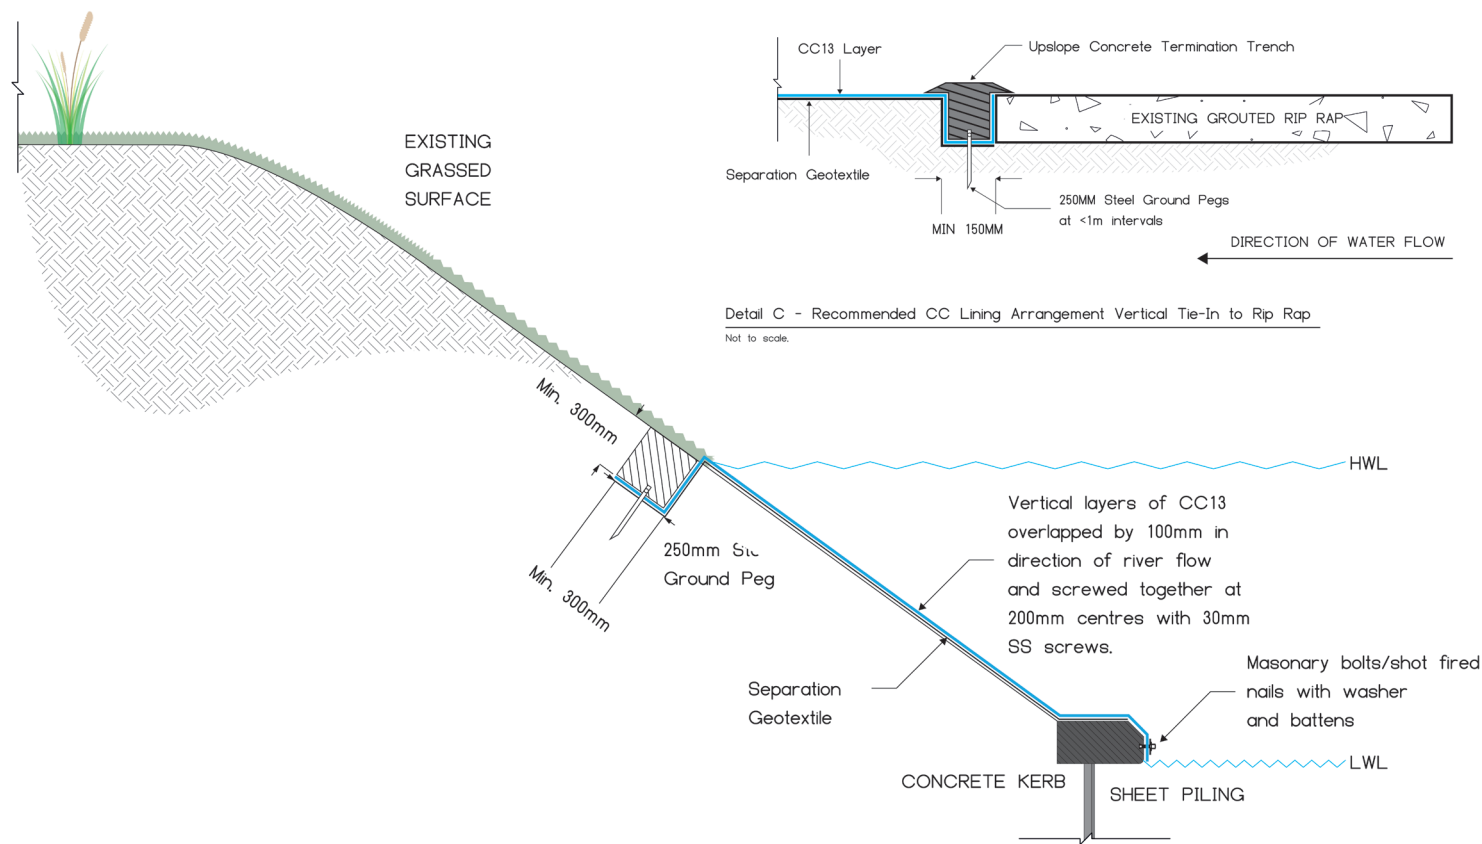 CC13 Layer
Upslope Concrete Termination Trench
EXISTING GROUTED RIP RAP
Separation Geotextile
250MM Steel Ground Pegs
at <1m intervals
MIN 150MM
DIRECTION OF WATER FLOW
Detail C - Recommended CC Lining Arrangement Vertical Tie-In to Rip Rap
Not to scale.
EXISTING
GRASSED
SURFACE
Min. 300mm
HWL
Vertical layers of CC13
overlapped by 100mm in
direction of river flow
and screwed together at
200mm centres with 30mm
SS screws.
250mm
Ground Peg
Min. 300mm
Separation
Geotextile
Masonary bolts/shot fired
nails with washer
and battens
LWL
CONCRETE KERB
SHEET PILING